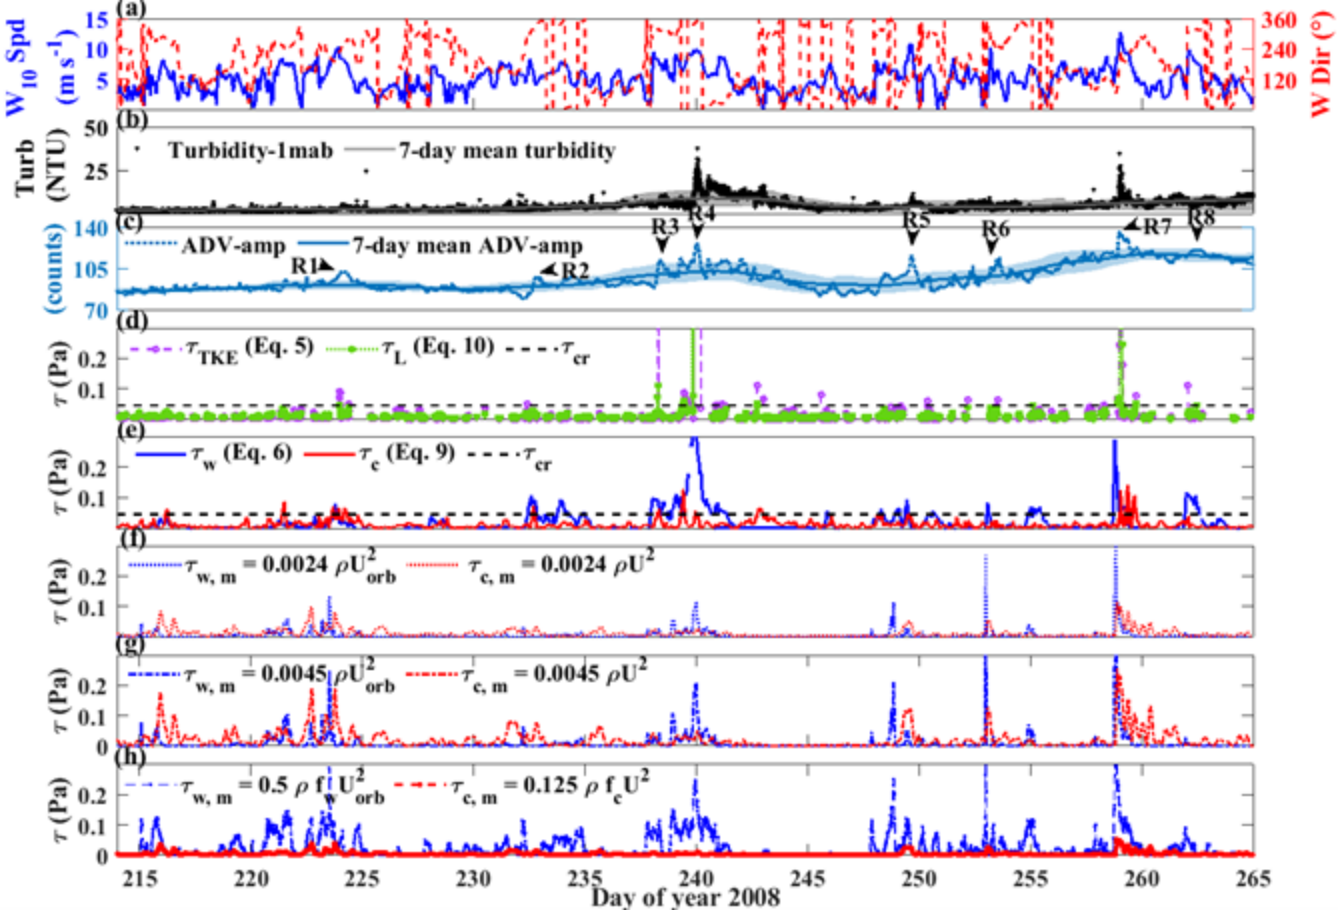 (a)
W10 Spd
(m s-1)
15
10
5
360
240
120
W Dir (°)
(b)
Turb
(NTU)
50
25
Turbidity-1mab
7-day mean turbidity
(c)
(counts)
140
105
70
ADV-amp
7-day mean ADV-amp
R1
R2
R3
R4
R5
R6
R7
R8
(d)
τ (Pa)
0.2
0.1
τTKE (Eq. 5)
τL (Eq. 10)
τcr
(e)
τ (Pa)
0.2
0.1
τw (Eq. 6)
τc (Eq. 9)
τcr
(f)
τ (Pa)
0.2
0.1
τw, m = 0.0024 ρU2orb
τc, m = 0.0024 ρU2
(g)
τ (Pa)
0.2
0.1
0
τw, m = 0.0045 ρU2orb
τc, m = 0.0045 ρU2
(h)
τ (Pa)
0.2
0.1
0
τw, m = 0.5 ρ fwU2orb
τc, m = 0.125 ρ fcU2
215 220 225 230 235 240 245 250 255 260 265
Day of year 2008